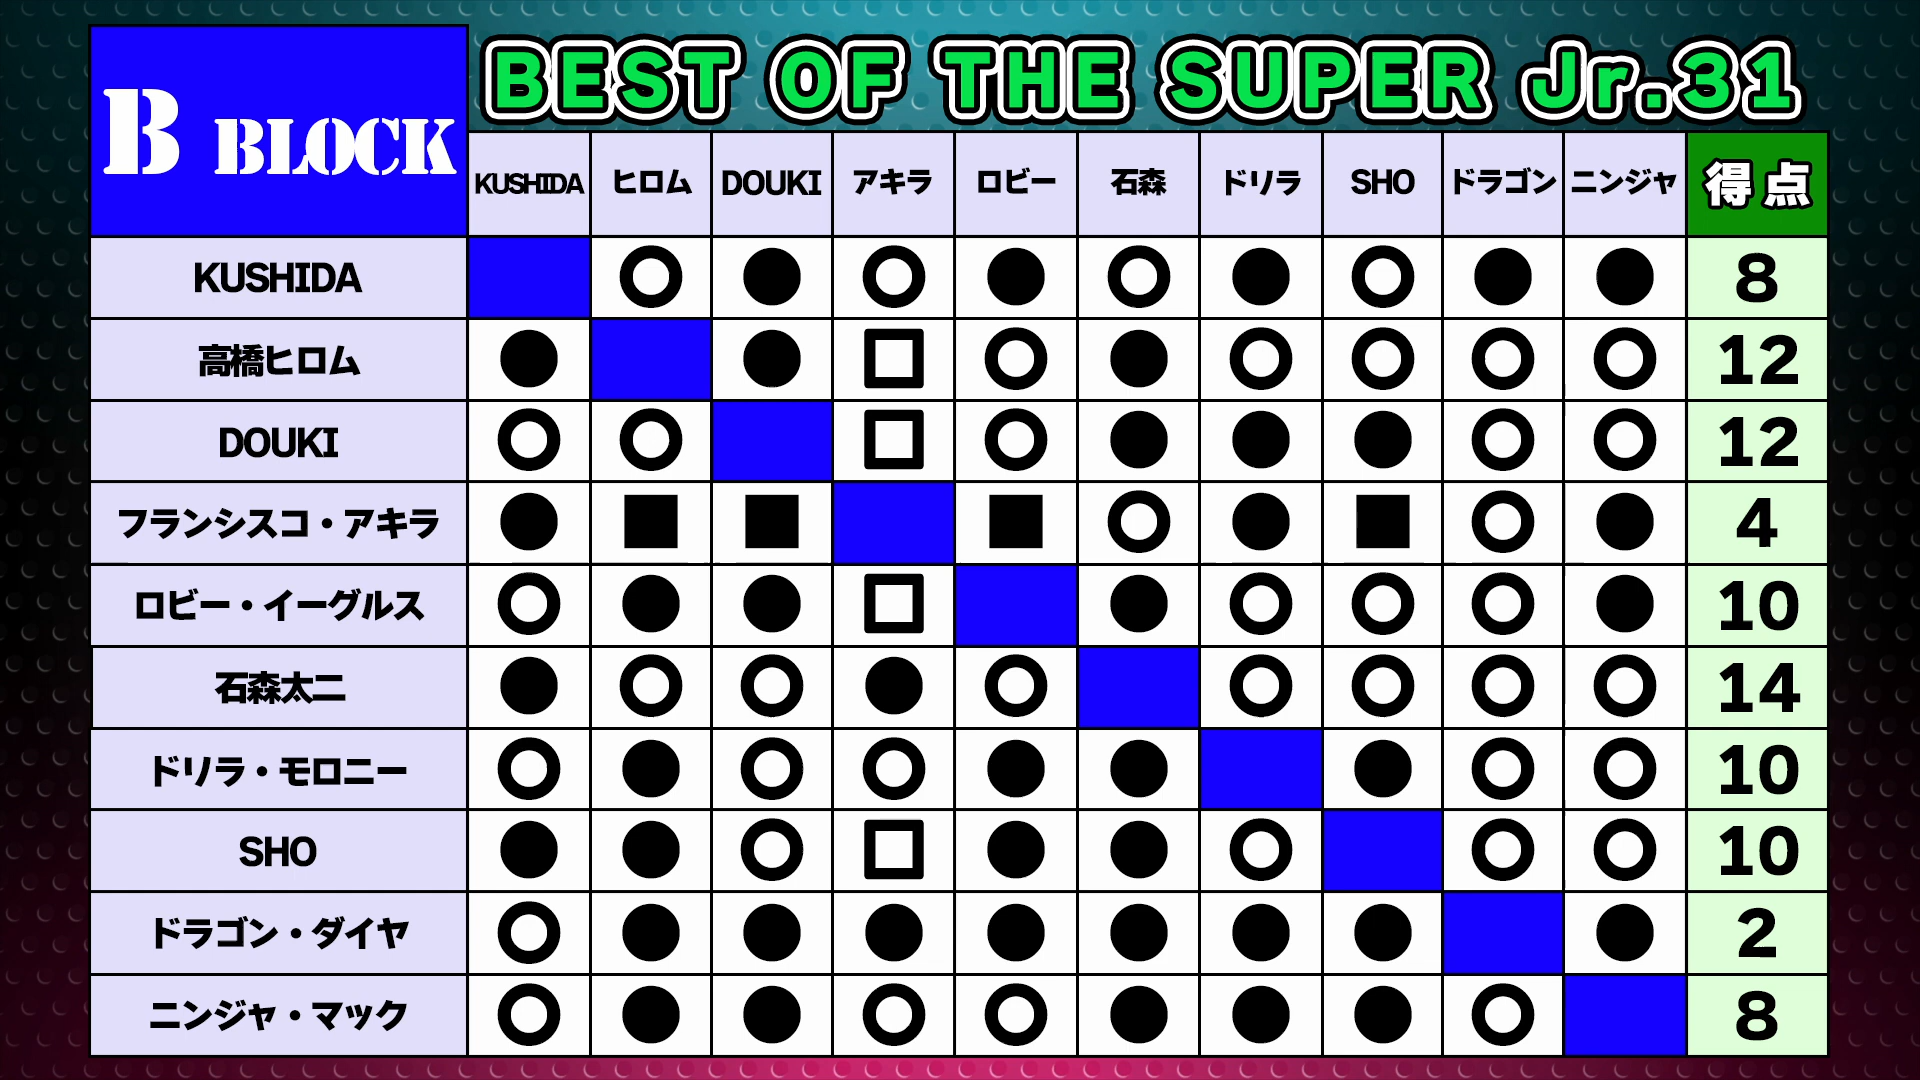 B BLOCK
BEST OF THE SUPER Jr.31
KUSHIDA ヒロム DOUKI アキラ ロビー 石森 ドリラ SHO ドラゴン ニンジャ 得点
KUSHIDA ○ ● ○ ● ○ ● ○ ● ● 8
高橋ヒロム ● ● □ ○ ● ○ ○ ○ ○ 12
DOUKI ○ ○ □ ○ ● ● ● ○ ○ 12
フランシスコ・アキラ ● ■ ■ ■ ○ ● ■ ○ ● 4
ロビー・イーグルス ○ ● ● □ ● ○ ○ ○ ● 10
石森太二 ● ○ ○ ● ○ ○ ○ ○ ○ 14
ドリラ・モロニー ○ ● ○ ○ ● ● ● ○ ○ 10
SHO ● ● ○ □ ● ● ○ ○ ○ 10
ドラゴン・ダイヤ ○ ● ● ● ● ● ● ● ● 2
ニンジャ・マック ○ ● ● ○ ○ ● ● ● ○ 8